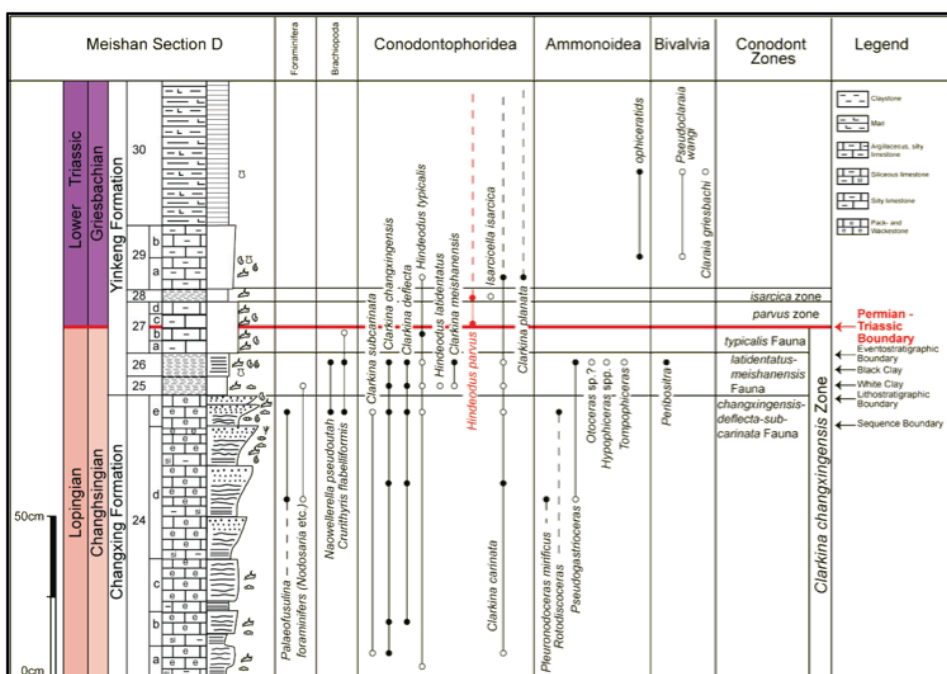 Meishan Section D
Foraminifera
Brachiopoda
Conodontophoridea
Ammonoidea
Bivalvia
Conodont
Zones
Legend
Lower Triassic
Griesbachian
Yinkeng Formation
Lopingian
Changhsingian
Changxing Formation
30
29
b
a
28
27
d
c
b
a
26
25
24
e
d
c
b
a
50cm
0cm
Palaeofusulina
foraminifers (Nodosaria etc.)
Naowellerella pseudoutah
Crurithyris flabelliformis
Clarkina subcarinata
Clarkina changxingensis
Clarkina deflecta
Hindeodus typicalis
Hindeodus latidentatus
Clarkina meishanensis
Hindeodus parvus
Isarcicella isarcica
Clarkina carinata
Clarkina planata
Pleuronodoceras mirificus
Rotodiscoceras
Pseudogastrioceras
Otoceras sp.?
Hypophiceras spp.
Tompophiceras
ophiceratids
Peribositra
Pseudoclaraia
wangi
Claraia griesbachi
isarcica zone
parvus zone
typicalis Fauna
latidentatus-
meishanensis
Fauna
changxingensis-
deflecta-sub-
carinata Fauna
Clarkina changxingensis Zone
Claystone
Marl
Argillaceous, silty
limestone
Siliceous limestone
Silty limestone
Pack- and
Wackestone
Permian -
Triassic
Boundary
Eventostratigraphic
Boundary
Black Clay
White Clay
Lithostratigraphic
Boundary
Sequence Boundary